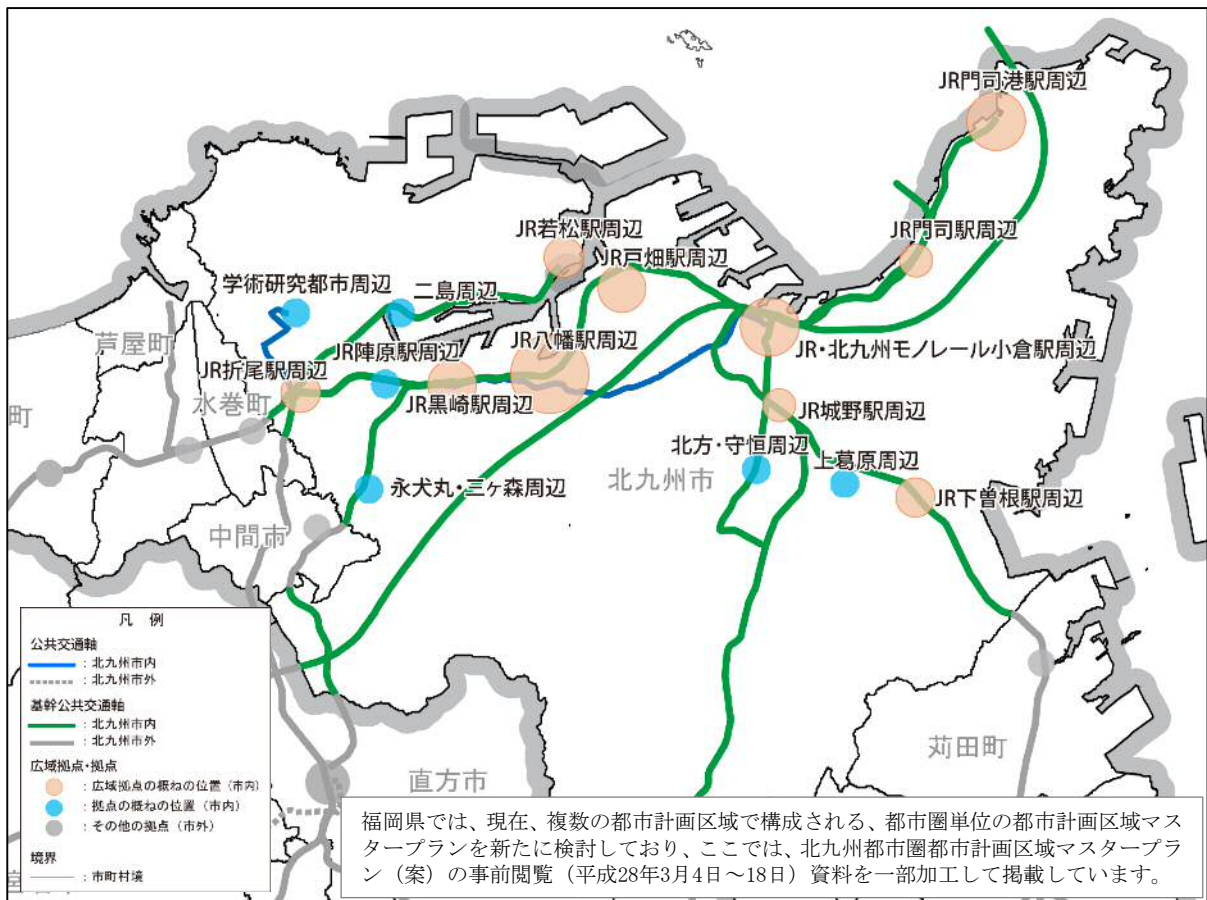 JR門司港駅周辺
JR門司駅周辺
JR若松駅周辺
JR戸畑駅周辺
学術研究都市周辺
二島周辺
芦屋町
JR陣原駅周辺
JR八幡駅周辺
JR・北九州モノレール小倉駅周辺
JR折尾駅周辺
水巻町
JR黒崎駅周辺
町
JR城野駅周辺
北方・守恒周辺
上葛原周辺
北九州市
永犬丸・三ヶ森周辺
JR下曽根駅周辺
中間市
苅田町
直方市
凡 例
公共交通軸
:北九州市内
:北九州市外
基幹公共交通軸
:北九州市内
:北九州市外
広域拠点・拠点
:広域拠点の概ねの位置(市内)
:拠点の概ねの位置(市内)
:その他の拠点(市外)
境界
:市町村境
福岡県では、現在、複数の都市計画区域で構成される、都市圏単位の都市計画区域マス
タープランを新たに検討しており、ここでは、北九州都市圏都市計画区域マスタープラ
ン(案)の事前閲覧(平成28年3月4日~18日)資料を一部加工して掲載しています。